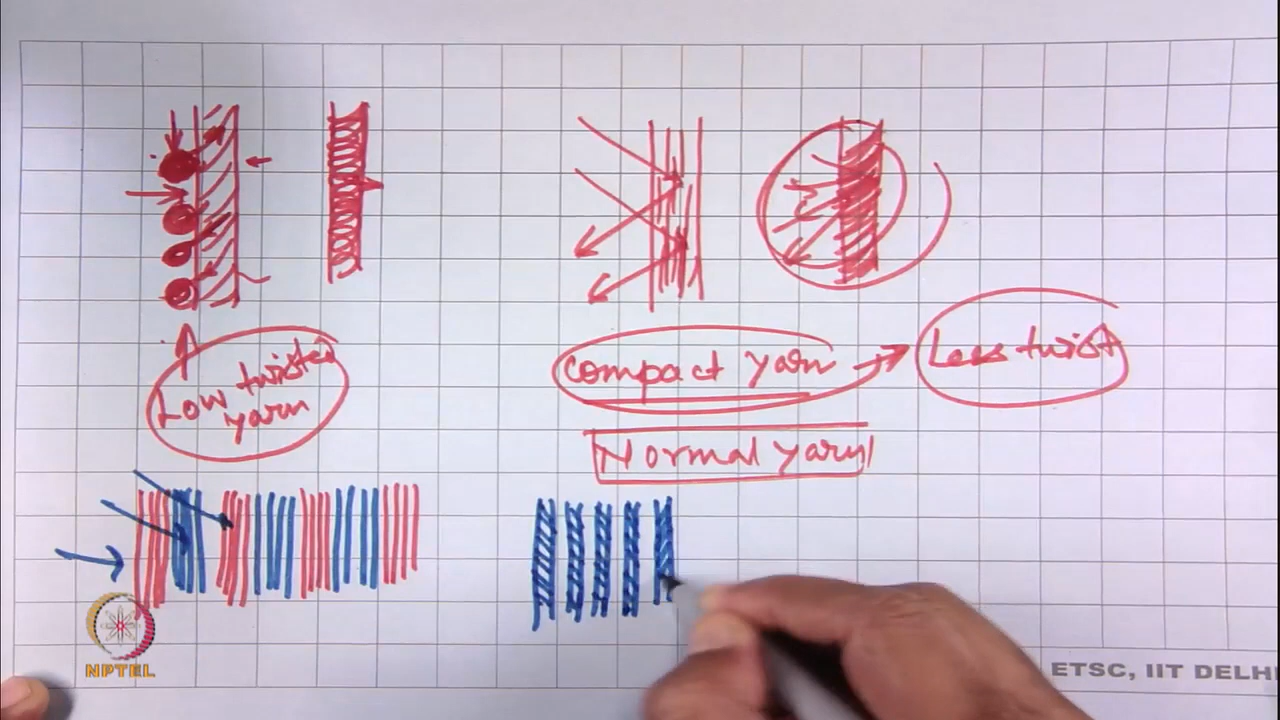 Low twisted
yarn
compact yarn
Less twist
Normal yarn
NPTEL
ETSC, IIT DELHI